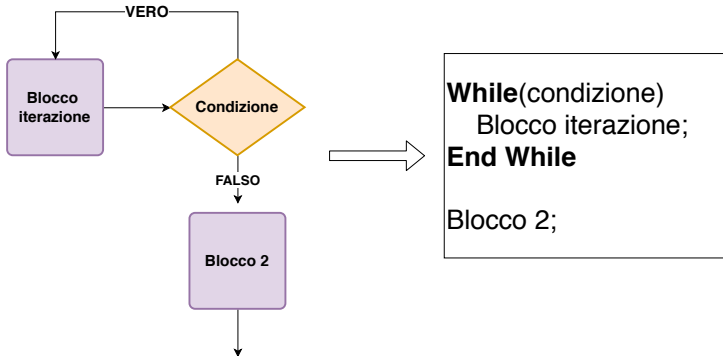 VERO
Blocco
iterazione
Condizione
FALSO
Blocco 2
While(condizione)
Blocco iterazione;
End While
Blocco 2;